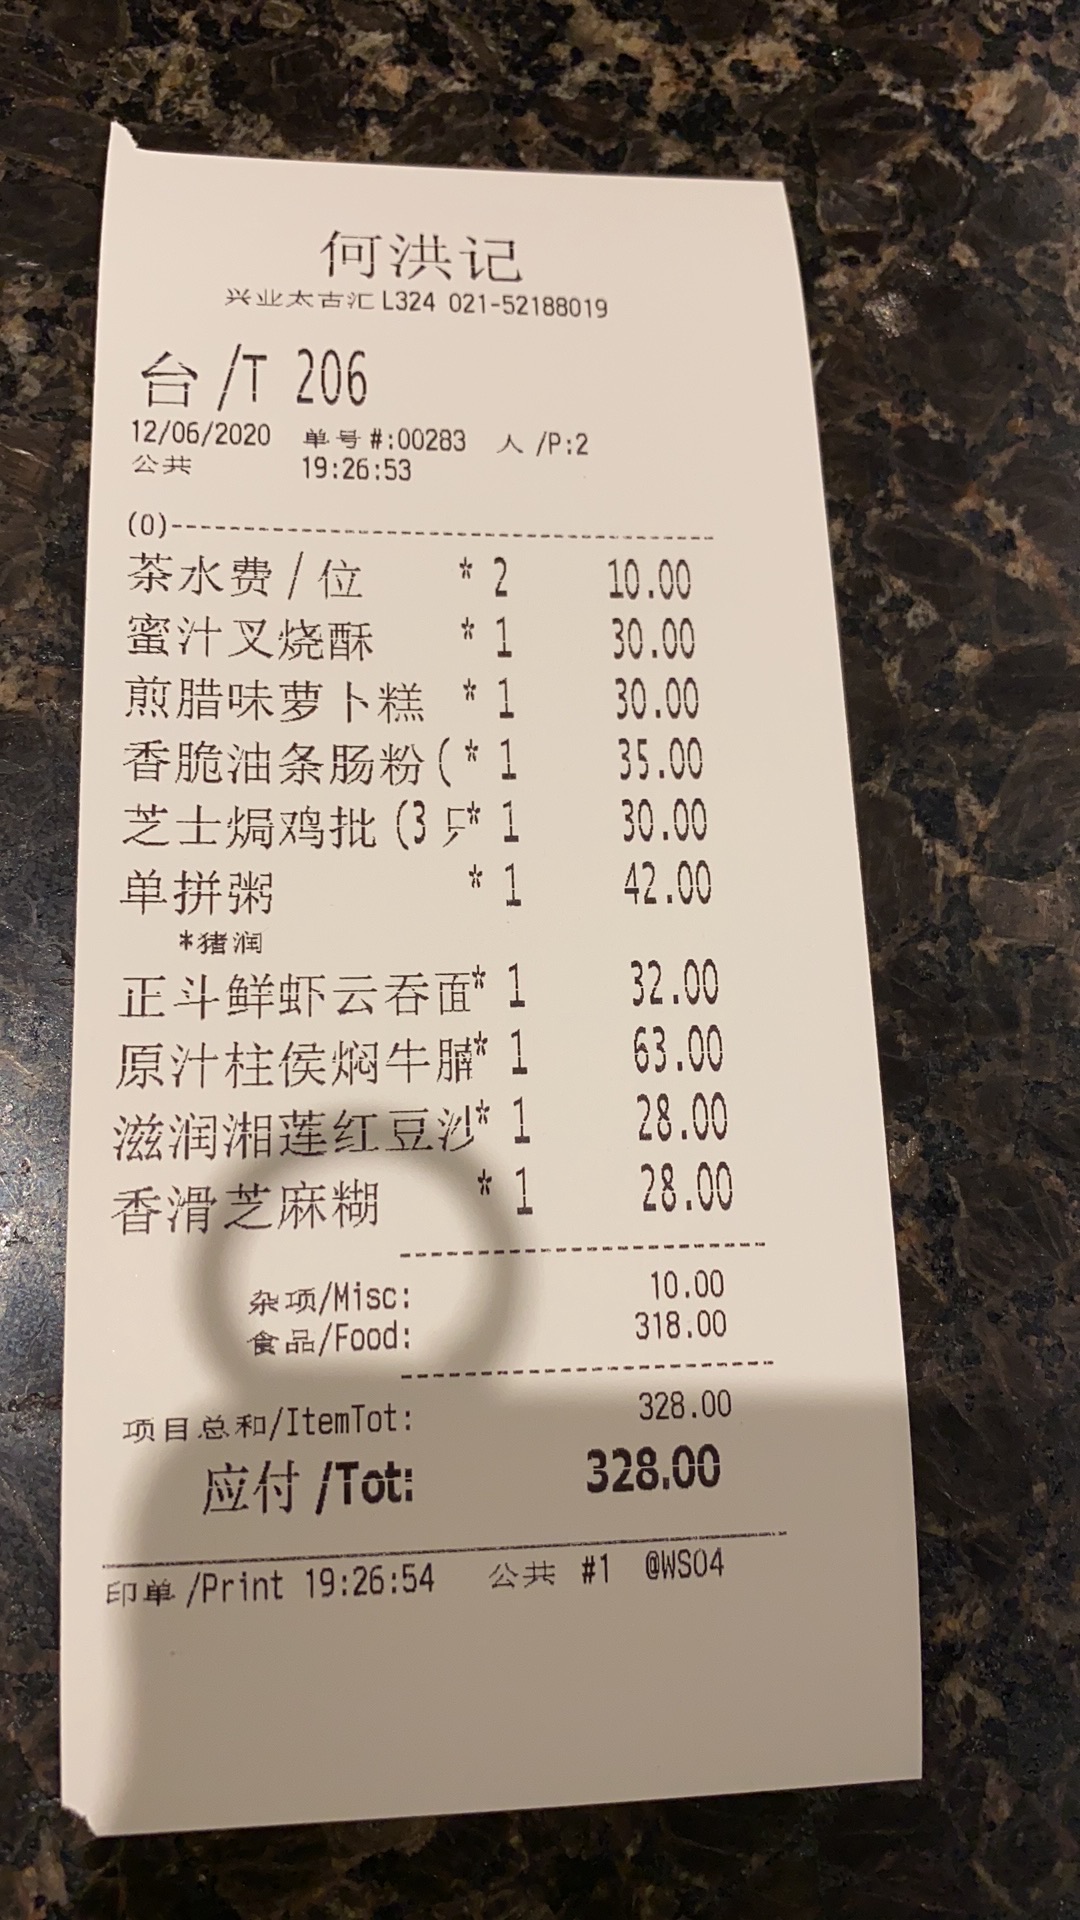 何洪记
兴业太古汇 L324 021-52188019
台 /T 206
12/06/2020 单号 #:00283 人 /P:2
公共 19:26:53
(0)--------------------------------
茶水费 / 位 * 2 10.00
蜜汁叉烧酥 * 1 30.00
煎腊味萝卜糕 * 1 30.00
香脆油条肠粉 ( * 1 35.00
芝士焗鸡批 (3 只* 1 30.00
单拼粥 * 1 42.00
*猪润
正斗鲜虾云吞面* 1 32.00
原汁柱侯焖牛腩* 1 63.00
滋润湘莲红豆沙* 1 28.00
香滑芝麻糊 * 1 28.00
杂项/Misc: 10.00
食品/Food: 318.00
项目总和/ItemTot: 328.00
应付 /Tot: 328.00
印单 /Print 19:26:54 公共 #1 @WS04